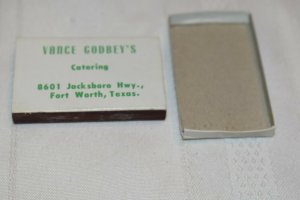 VANCE GODBEY'S
Catering
8601 Jacksboro Hwy.,
Fort Worth, Texas.